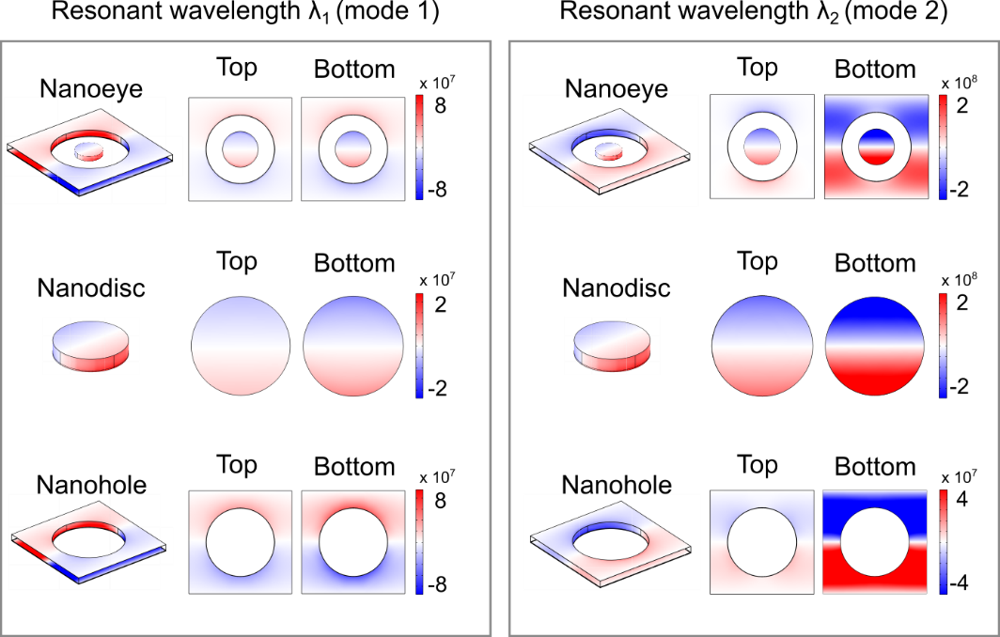 Resonant wavelength λ₁ (mode 1)
Nanoeye
Top
Bottom
x 10⁷
8
-8
Nanodisc
Top
Bottom
x 10⁷
2
-2
Nanohole
Top
Bottom
x 10⁷
8
-8
Resonant wavelength λ₂ (mode 2)
Nanoeye
Top
Bottom
x 10⁸
2
-2
Nanodisc
Top
Bottom
x 10⁸
2
-2
Nanohole
Top
Bottom
x 10⁷
4
-4